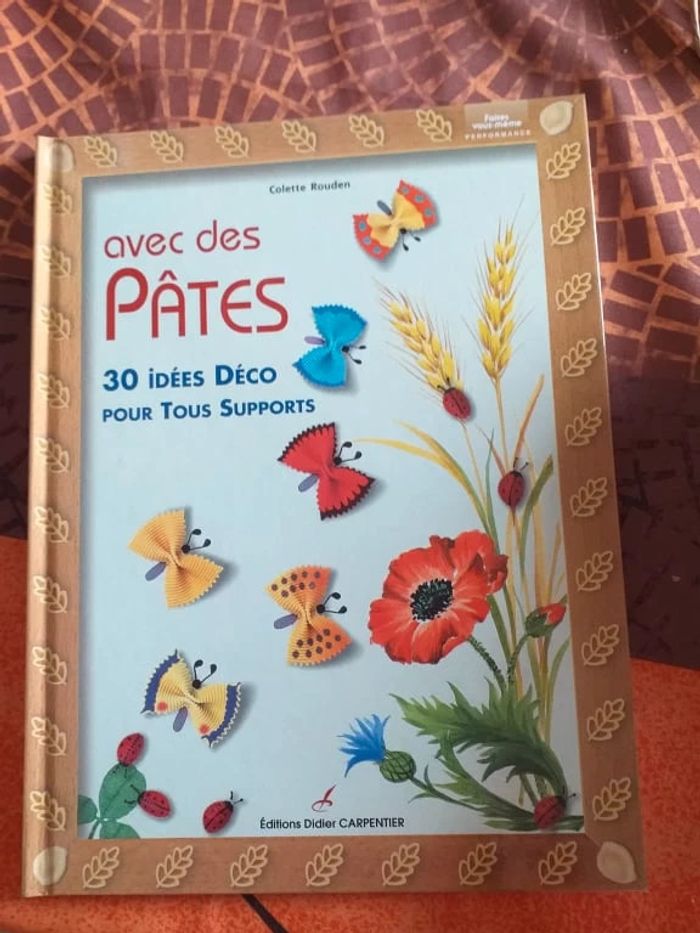 Faites
vous-même
PERFORMANCE
Colette Rouden
avec des
PÂTES
30 iDÉES DÉCO
POUR TOUS SUPPORTS
Éditions Didier CARPENTIER